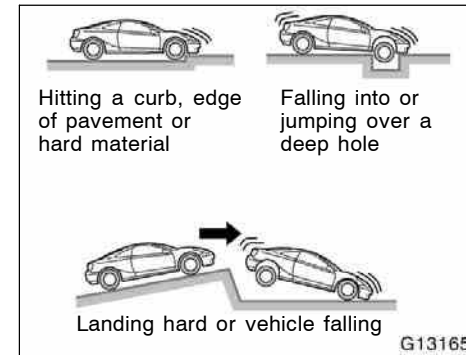 Hitting a curb, edge
of pavement or
hard material
Falling into or
jumping over a
deep hole
Landing hard or vehicle falling
G13165